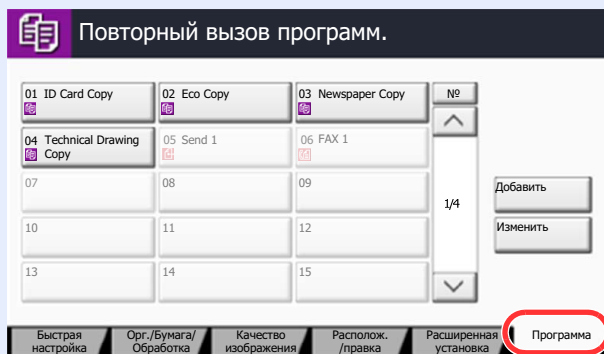 Повторный вызов программ.
01 ID Card Copy
02 Eco Copy
03 Newspaper Copy
№
04 Technical Drawing
Copy
05 Send 1
06 FAX 1
07
08
09
1/4
Добавить
10
11
12
Изменить
13
14
15
Быстрая
настройка
Орг./Бумага/
Обработка
Качество
изображения
Располож.
/правка
Расширенная
установка
Программа